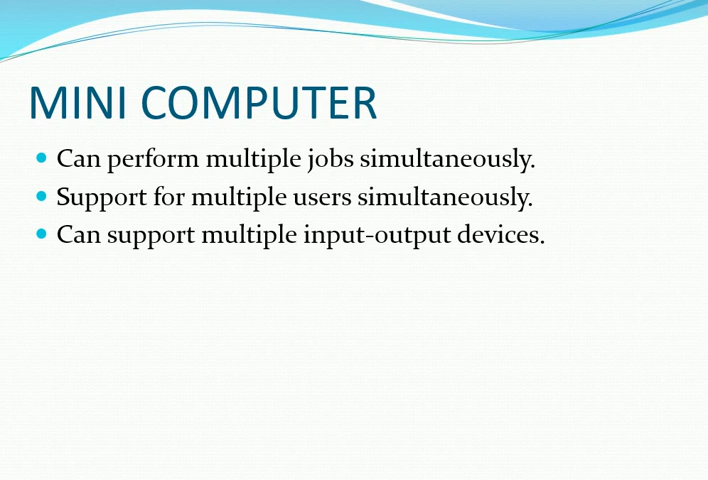 MINI COMPUTER
Can perform multiple jobs simultaneously.
Support for multiple users simultaneously.
Can support multiple input-output devices.